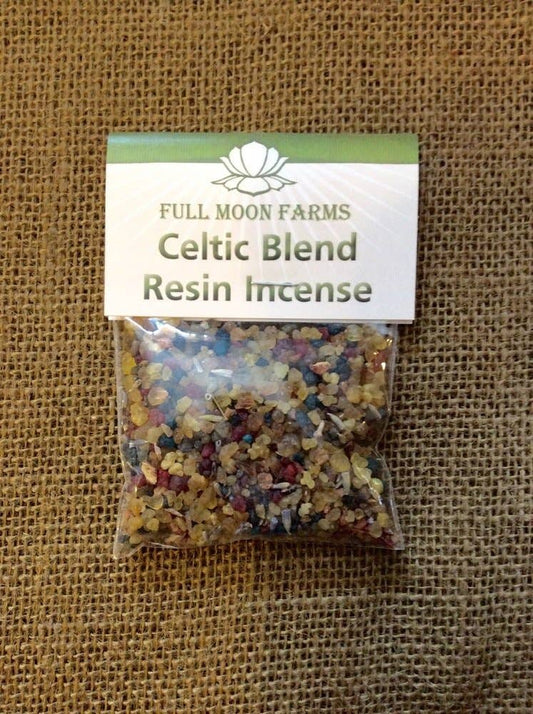 FULL MOON FARMS
Celtic Blend
Resin Incense